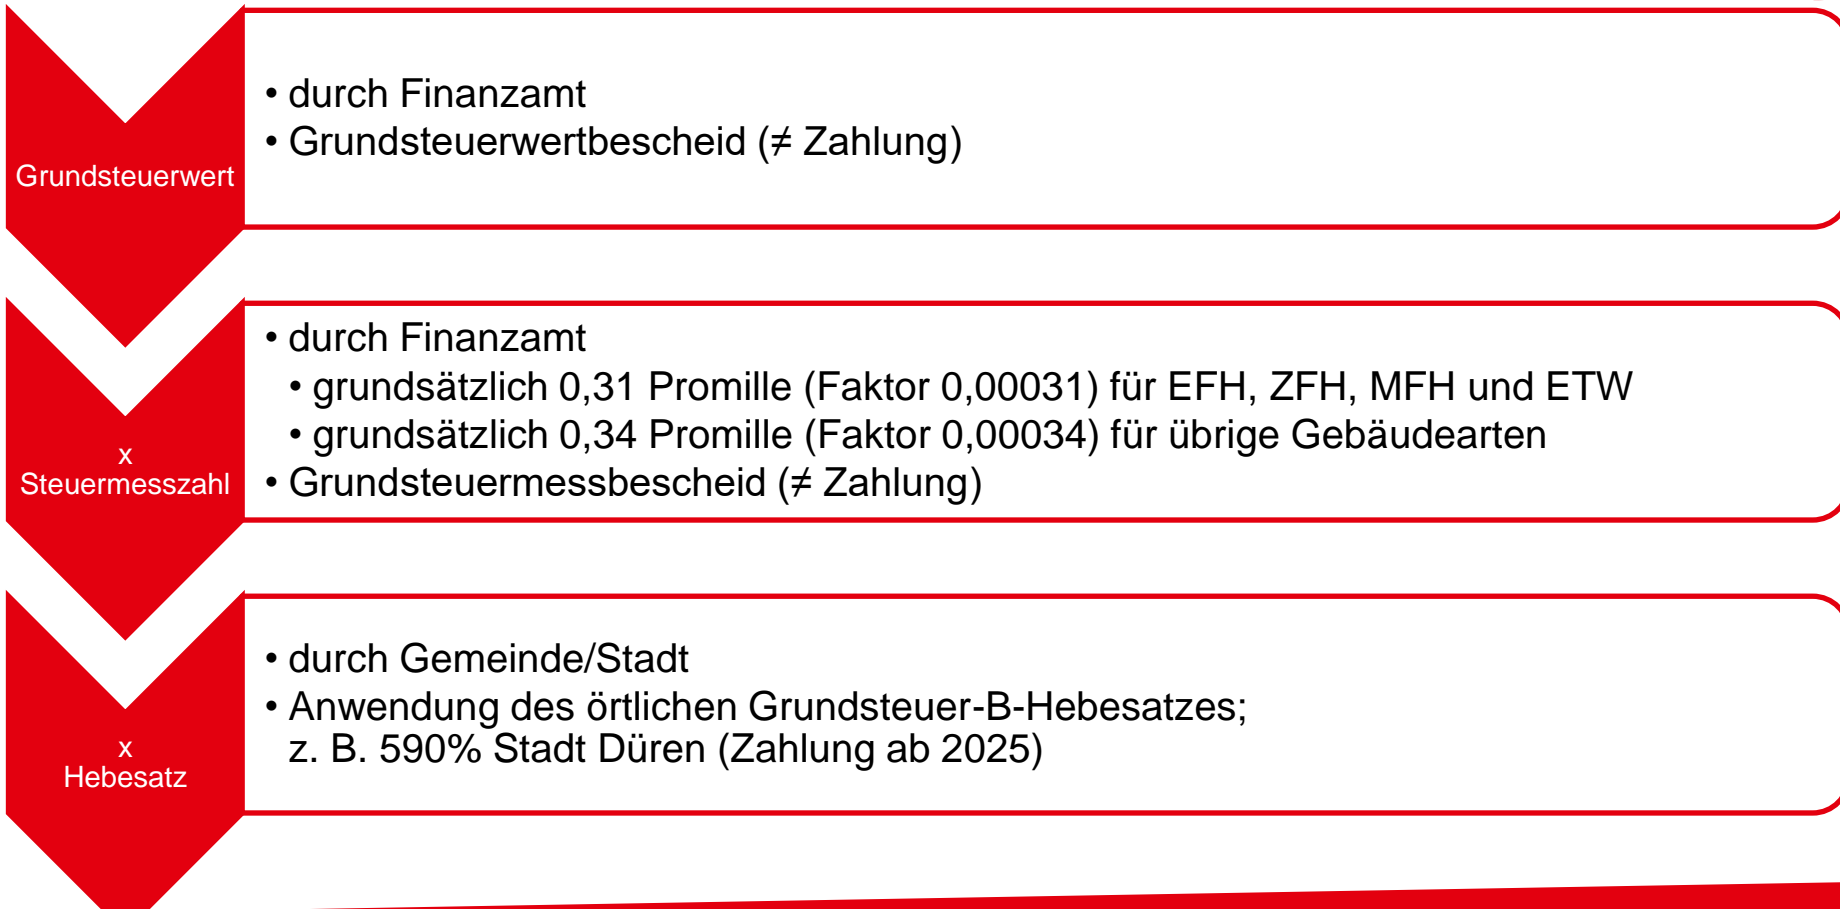 Grundsteuerwert
• durch Finanzamt
• Grundsteuerwertbescheid (≠ Zahlung)
x
Steuermesszahl
• durch Finanzamt
• grundsätzlich 0,31 Promille (Faktor 0,00031) für EFH, ZFH, MFH und ETW
• grundsätzlich 0,34 Promille (Faktor 0,00034) für übrige Gebäudearten
• Grundsteuermessbescheid (≠ Zahlung)
x
Hebesatz
• durch Gemeinde/Stadt
• Anwendung des örtlichen Grundsteuer-B-Hebesatzes;
z. B. 590% Stadt Düren (Zahlung ab 2025)